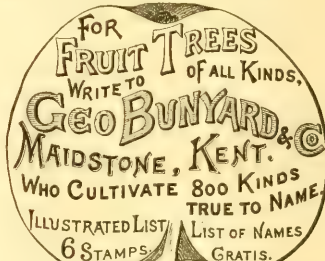 FOR
FRUIT TREES
OF ALL KINDS,
WRITE TO
GEO BUNYARD & CO
MAIDSTONE, KENT.
WHO CULTIVATE 800 KINDS
TRUE TO NAME.
ILLUSTRATED LIST
6 STAMPS.
LIST OF NAMES
GRATIS.